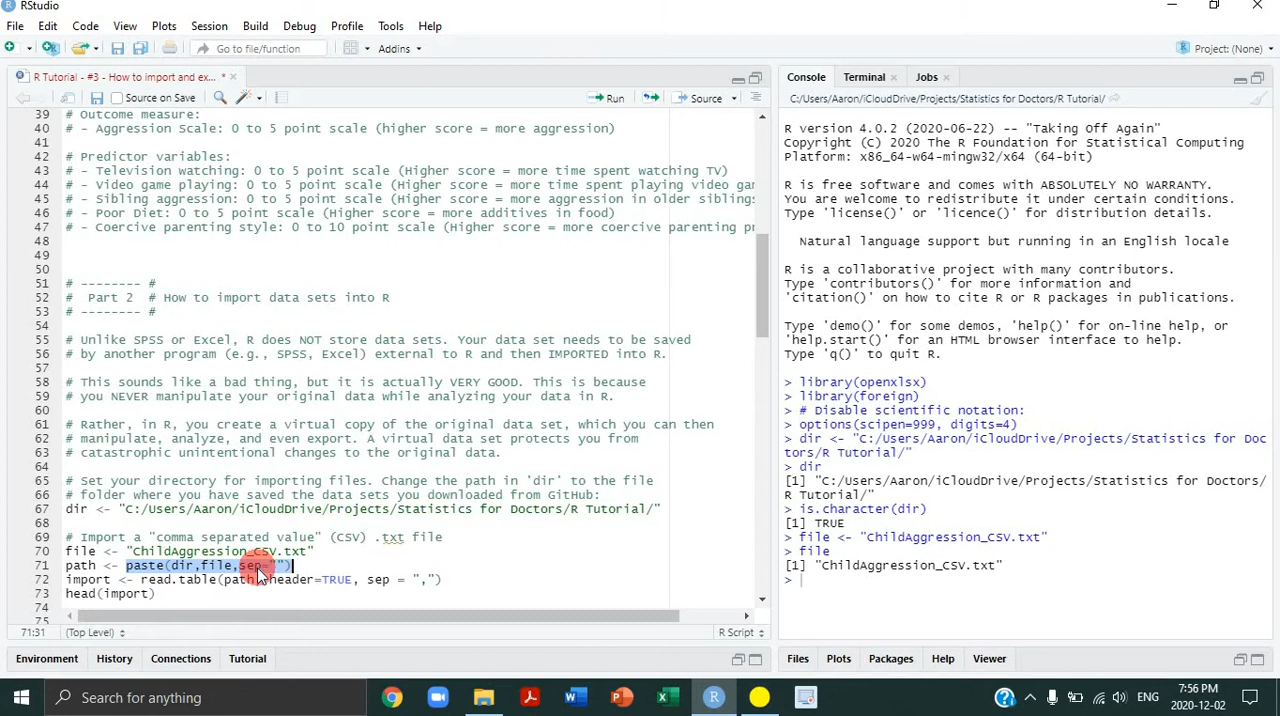 RStudio
File Edit Code View Plots Session Build Debug Profile Tools Help
Go to file/function Addins Project: (None)
R Tutorial - #3 - How to import and ex... *
Source on Save Run Source
39 # Outcome measure:
40 # - Aggression Scale: 0 to 5 point scale (higher score = more aggression)
41
42 # Predictor variables:
43 # - Television watching: 0 to 5 point scale (Higher score = more time spent watching TV)
44 # - Video game playing: 0 to 5 point scale (Higher score = more time spent playing video gam
45 # - Sibling aggression: 0 to 5 point scale (Higher score = more aggression in older siblings
46 # - Poor Diet: 0 to 5 point scale (Higher score = more additives in food)
47 # - Coercive parenting style: 0 to 10 point scale (Higher score = more coercive parenting pr
48
49
50
51 # -------- #
52 #  Part 2  # How to import data sets into R
53 # -------- #
54
55 # Unlike SPSS or Excel, R does NOT store data sets. Your data set needs to be saved
56 # by another program (e.g., SPSS, Excel) external to R and then IMPORTED into R.
57
58 # This sounds like a bad thing, but it is actually VERY GOOD. This is because
59 # you NEVER manipulate your original data while analyzing your data in R.
60
61 # Rather, in R, you create a virtual copy of the original data set, which you can then
62 # manipulate, analyze, and even export. A virtual data set protects you from
63 # catastrophic unintentional changes to the original data.
64
65 # Set your directory for importing files. Change the path in 'dir' to the file
66 # folder where you have saved the data sets you downloaded from GitHub:
67 dir <- "C:/Users/Aaron/iCloudDrive/Projects/Statistics for Doctors/R Tutorial/"
68
69 # Import a "comma separated value" (CSV) .txt file
70 file <- "ChildAggression_CSV.txt"
71 path <- paste(dir,file,sep="")
72 import <- read.table(path, header=TRUE, sep = ",")
73 head(import)
74
75
71:31 (Top Level) R Script
Environment History Connections Tutorial
Console Terminal Jobs
C:/Users/Aaron/iCloudDrive/Projects/Statistics for Doctors/R Tutorial/
R version 4.0.2 (2020-06-22) -- "Taking Off Again"
Copyright (C) 2020 The R Foundation for Statistical Computing
Platform: x86_64-w64-mingw32/x64 (64-bit)
R is free software and comes with ABSOLUTELY NO WARRANTY.
You are welcome to redistribute it under certain conditions.
Type 'license()' or 'licence()' for distribution details.
Natural language support but running in an English locale
R is a collaborative project with many contributors.
Type 'contributors()' for more information and
'citation()' on how to cite R or R packages in publications.
Type 'demo()' for some demos, 'help()' for on-line help, or
'help.start()' for an HTML browser interface to help.
Type 'q()' to quit R.
> library(openxlsx)
> library(foreign)
> # Disable scientific notation:
> options(scipen=999, digits=4)
> dir <- "C:/Users/Aaron/iCloudDrive/Projects/Statistics for Doc
tors/R Tutorial/"
> dir
[1] "C:/Users/Aaron/iCloudDrive/Projects/Statistics for Doctors/
R Tutorial/"
> is.character(dir)
[1] TRUE
> file <- "ChildAggression_CSV.txt"
> file
[1] "ChildAggression_CSV.txt"
>
Files Plots Packages Help Viewer
Search for anything
ENG
7:56 PM
2020-12-02